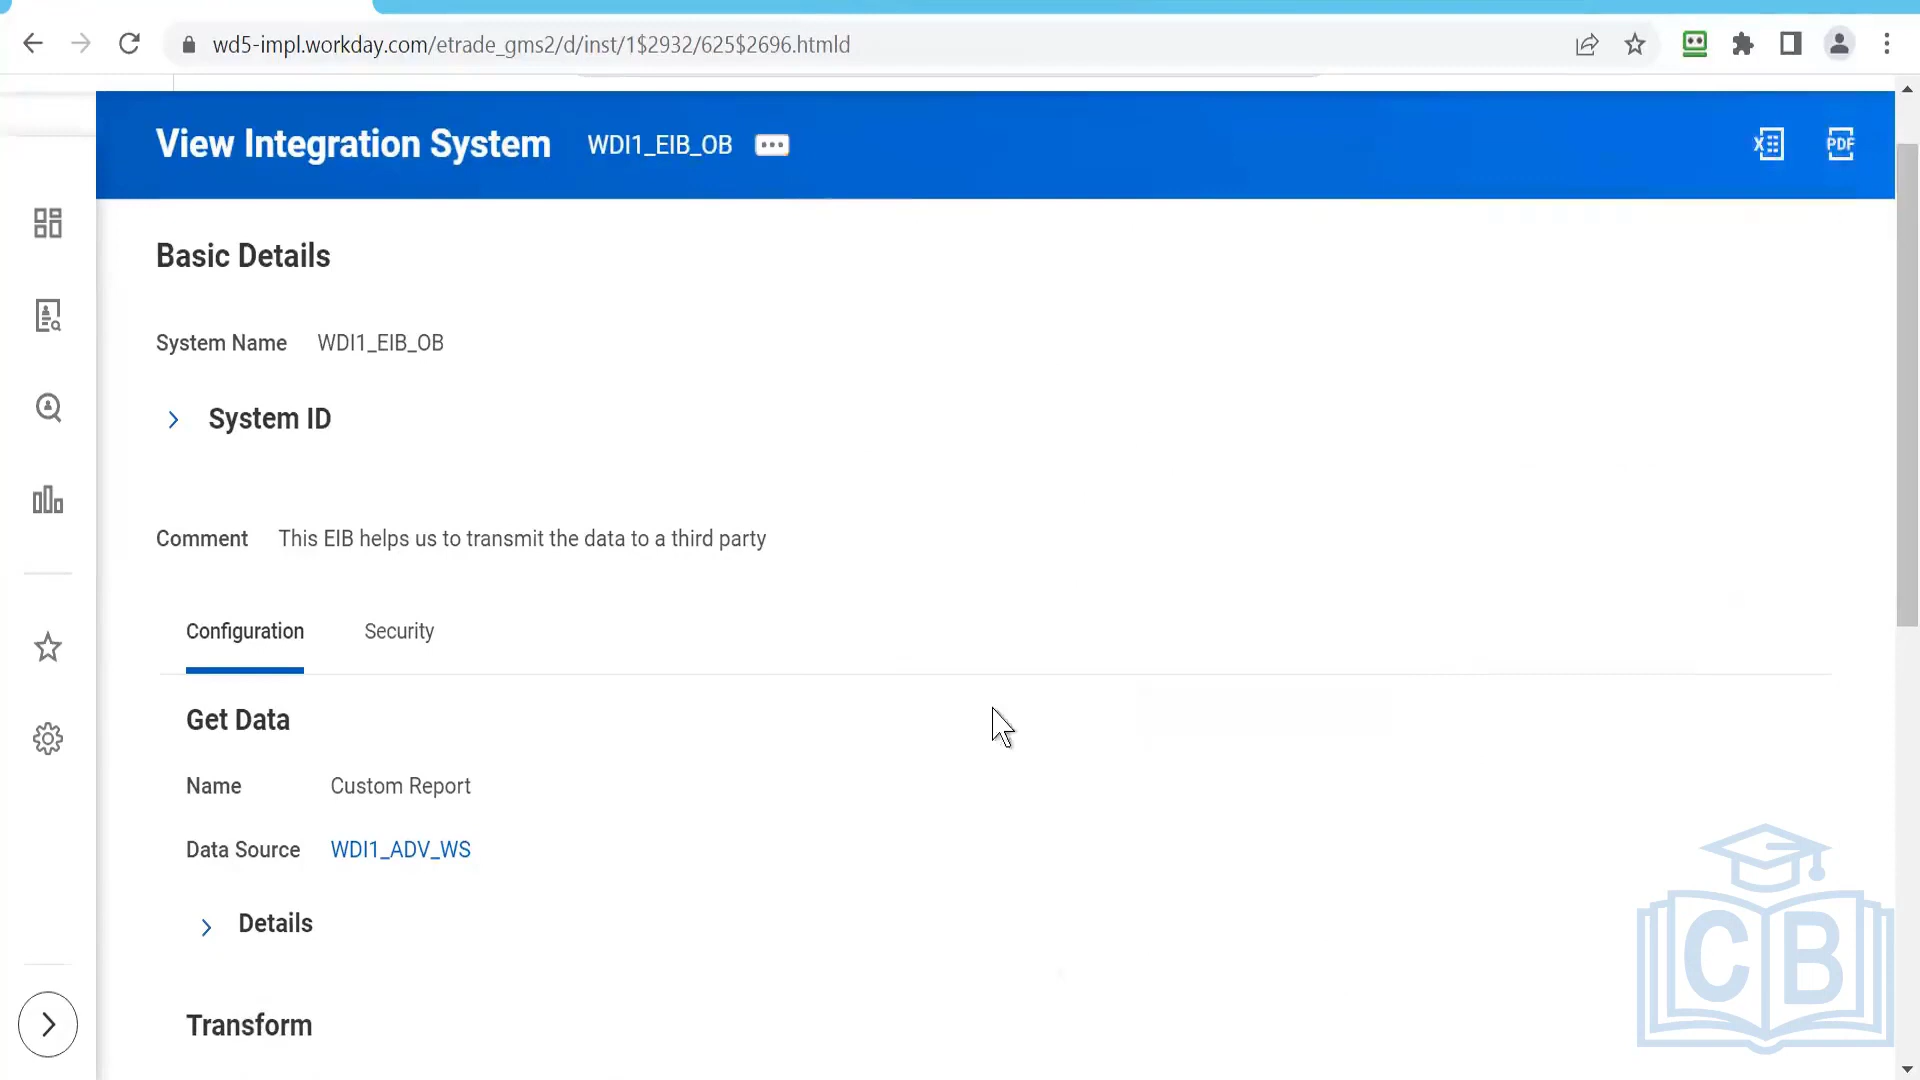 wd5-impl.workday.com/etrade_gms2/d/inst/1$2932/625$2696.htmld
View Integration System WDI1_EIB_OB
X PDF
Basic Details
System Name WDI1_EIB_OB
System ID
Comment This EIB helps us to transmit the data to a third party
Configuration Security
Get Data
Name Custom Report
Data Source WDI1_ADV_WS
Details
Transform
CB